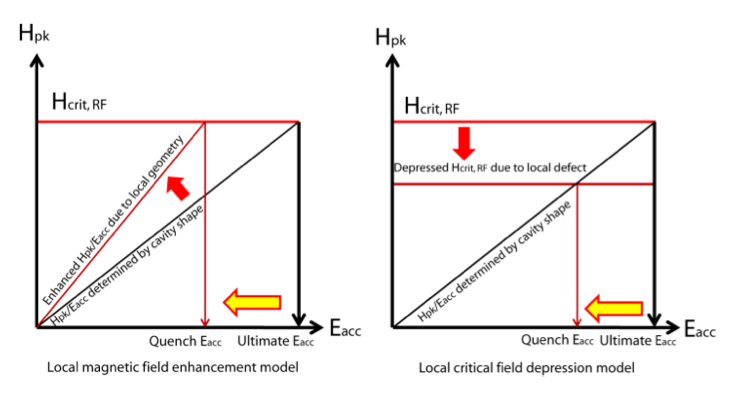 Hpk
Hcrit, RF
Enhanced Hpk/Eacc due to local geometry
Hpk/Eacc determined by cavity shape
Eacc
Quench Eacc
Ultimate Eacc
Local magnetic field enhancement model
Hpk
Hcrit, RF
Depressed Hcrit, RF due to local defect
Hpk/Eacc determined by cavity shape
Eacc
Quench Eacc
Ultimate Eacc
Local critical field depression model